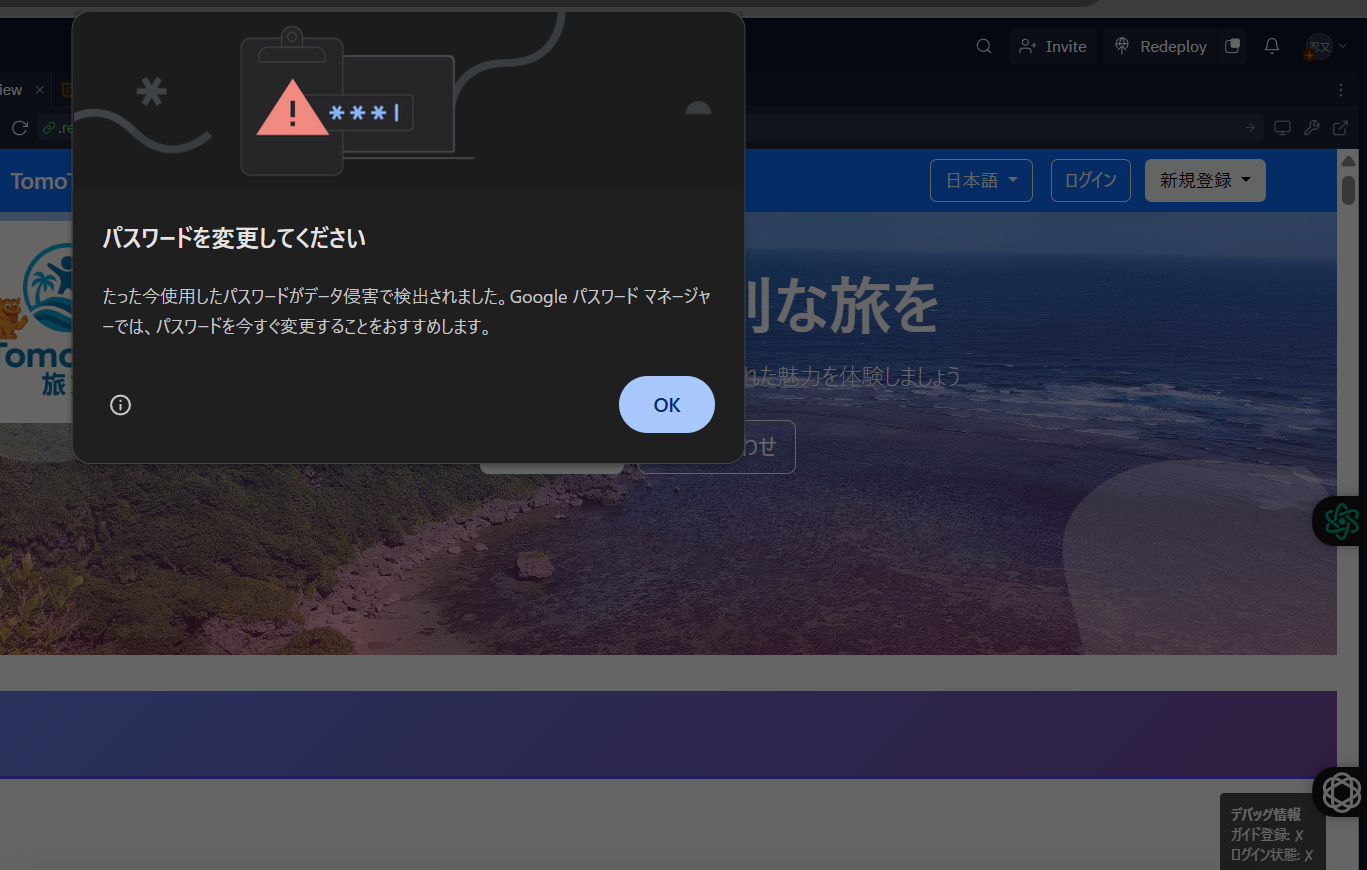 Invite
Redeploy
iew
.re
TomoT
日本語
ログイン
新規登録
***|
パスワードを変更してください
たった今使用したパスワードがデータ侵害で検出されました。Google パスワード マネージャ
ーでは、パスワードを今すぐ変更することをおすすめします。
OK
別な旅を
れた魅力を体験しましょう
わせ
Tomo
旅
デバッグ情報
ガイド登録: ✗
ログイン状態: ✗